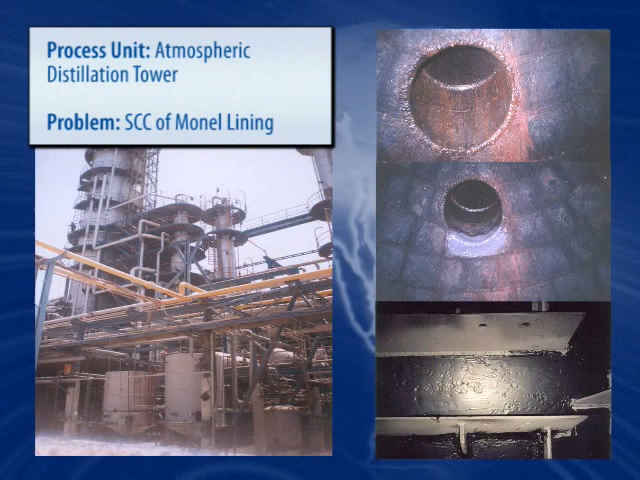 Process Unit: Atmospheric
Distillation Tower
Problem: SCC of Monel Lining